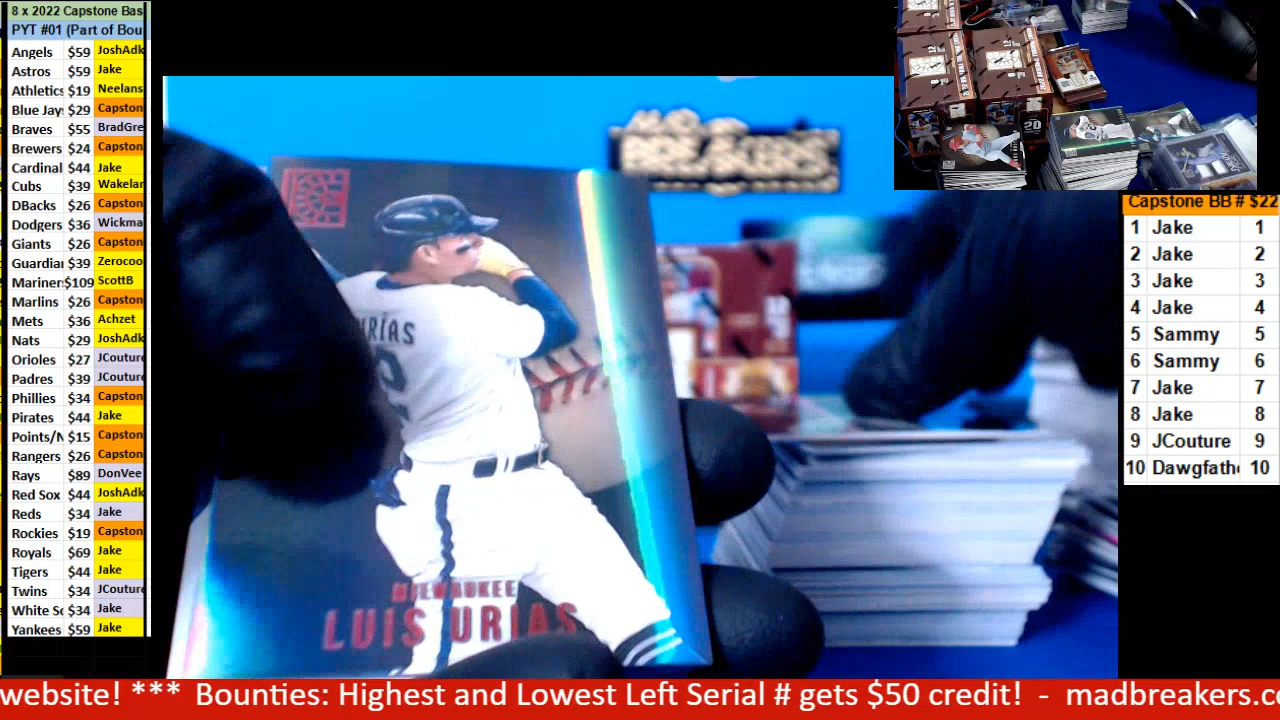 8 x 2022 Capstone Bas
PYT #01 (Part of Bou
Angels $59 JoshAdk
Astros $59 Jake
Athletics $19 Neelans
Blue Jay $29 Capston
Braves $55 BradGre
Brewers $24 Capston
Cardinal $44 Jake
Cubs $39 Wakelar
DBacks $26 Capston
Dodgers $36 Wickma
Giants $26 Capston
Guardia $39 Zerocoo
Mariner $109 ScottB
Marlins $26 Capston
Mets $36 Achzet
Nats $29 JoshAdk
Orioles $27 JCouture
Padres $39 JCouture
Phillies $34 Capston
Pirates $44 Jake
Points/N $15 Capston
Rangers $26 Capston
Rays $89 DonVee
Red Sox $44 JoshAdk
Reds $34 Jake
Rockies $19 Capston
Royals $69 Jake
Tigers $44 Jake
Twins $34 JCouture
White So $34 Jake
Yankees $59 Jake
RÍAS
2
MILWAUKEE
LUIS URIAS
20
Capstone BB # $22
1 Jake 1
2 Jake 2
3 Jake 3
4 Jake 4
5 Sammy 5
6 Sammy 6
7 Jake 7
8 Jake 8
9 JCouture 9
10 Dawgfath 10
website! *** Bounties: Highest and Lowest Left Serial # gets $50 credit! - madbreakers.c